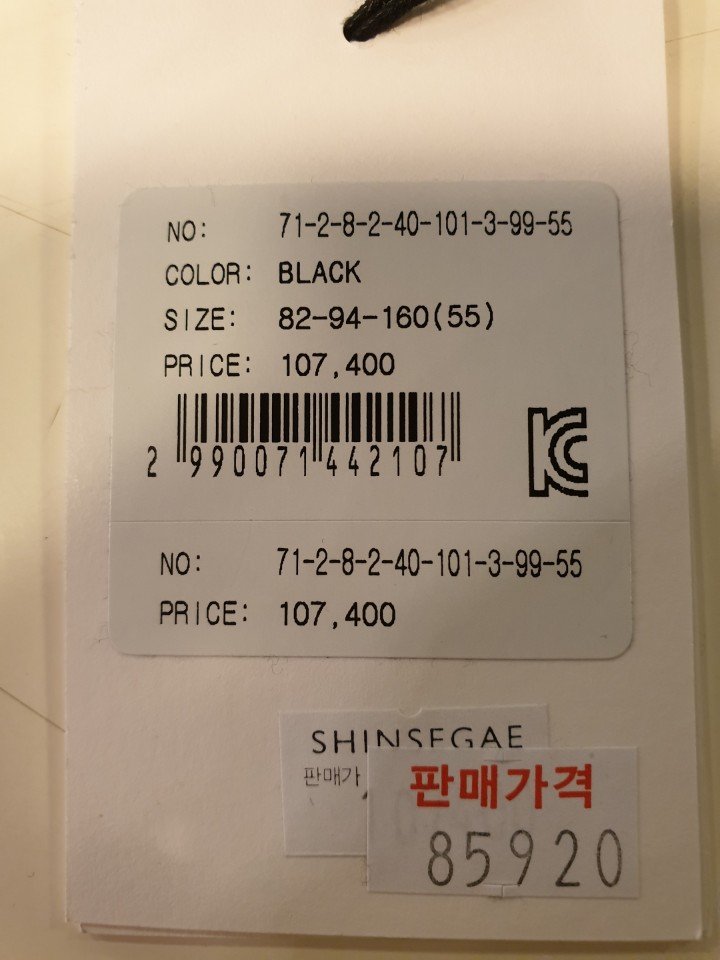 NO: 71-2-8-2-40-101-3-99-55
COLOR: BLACK
SIZE: 82-94-160(55)
PRICE: 107,400
2 990071 442107
KC
NO: 71-2-8-2-40-101-3-99-55
PRICE: 107,400
SHINSEGAE
판매가
판매가격
85920